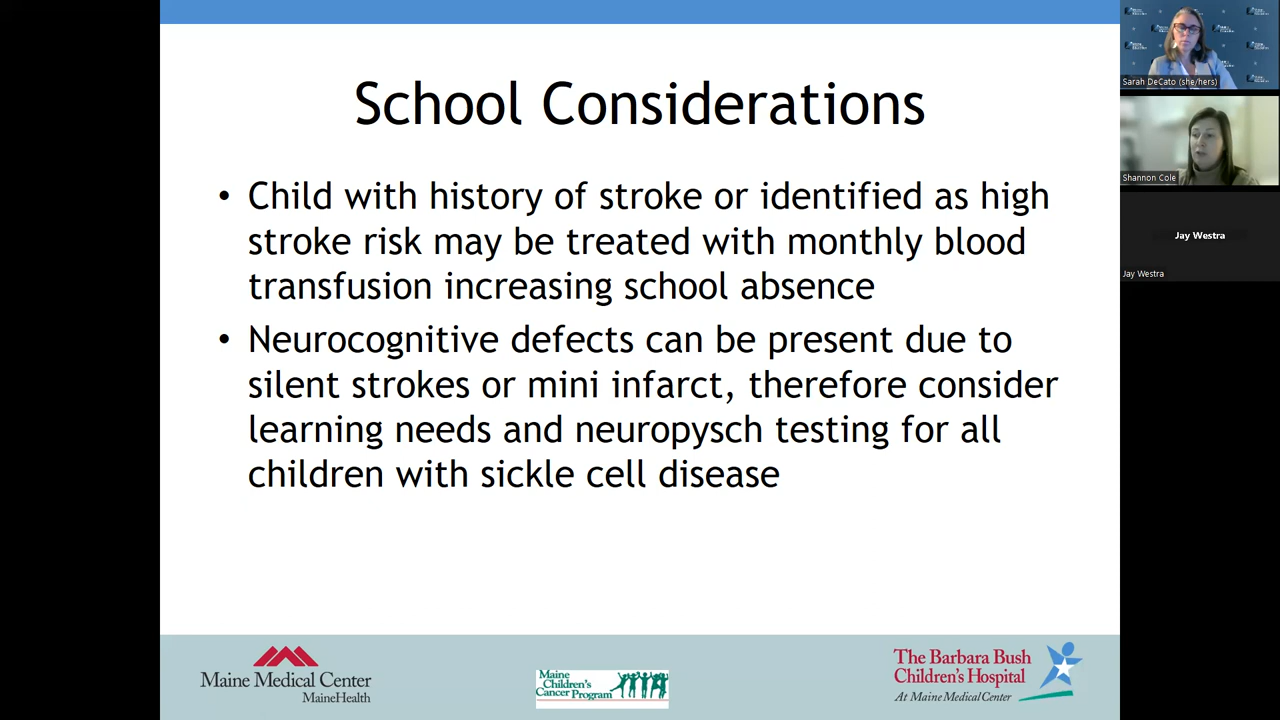 School Considerations
• Child with history of stroke or identified as high
stroke risk may be treated with monthly blood
transfusion increasing school absence
• Neurocognitive defects can be present due to
silent strokes or mini infarct, therefore consider
learning needs and neuropysch testing for all
children with sickle cell disease
Maine Medical Center
MaineHealth
Maine
Children's
Cancer Program
The Barbara Bush
Children's Hospital
At Maine Medical Center
Sarah DeCato (she/hers)
Shannon Cole
Jay Westra
Jay Westra